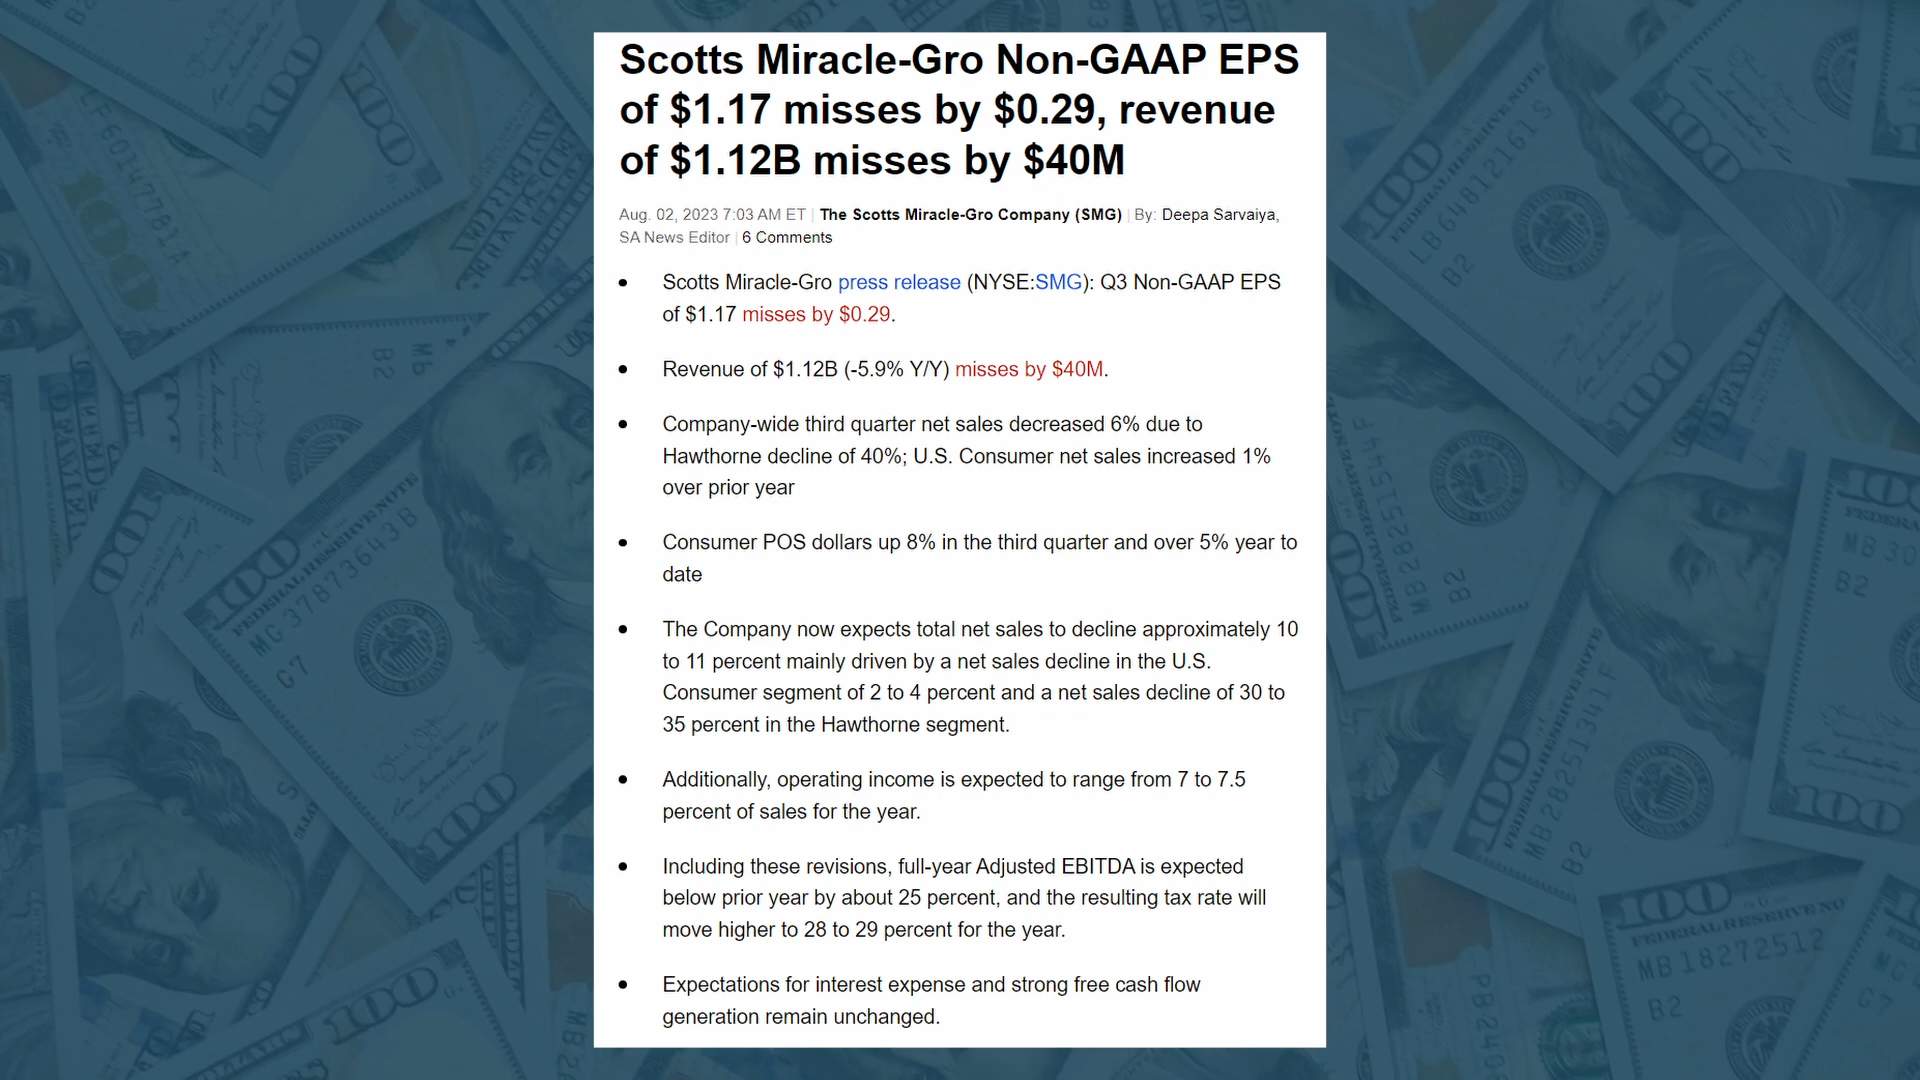 Scotts Miracle-Gro Non-GAAP EPS
of $1.17 misses by $0.29, revenue
of $1.12B misses by $40M
Aug. 02, 2023 7:03 AM ET | The Scotts Miracle-Gro Company (SMG) | By: Deepa Sarvaiya,
SA News Editor | 6 Comments
• Scotts Miracle-Gro press release (NYSE:SMG): Q3 Non-GAAP EPS
of $1.17 misses by $0.29.
• Revenue of $1.12B (-5.9% Y/Y) misses by $40M.
• Company-wide third quarter net sales decreased 6% due to
Hawthorne decline of 40%; U.S. Consumer net sales increased 1%
over prior year
• Consumer POS dollars up 8% in the third quarter and over 5% year to
date
• The Company now expects total net sales to decline approximately 10
to 11 percent mainly driven by a net sales decline in the U.S.
Consumer segment of 2 to 4 percent and a net sales decline of 30 to
35 percent in the Hawthorne segment.
• Additionally, operating income is expected to range from 7 to 7.5
percent of sales for the year.
• Including these revisions, full-year Adjusted EBITDA is expected
below prior year by about 25 percent, and the resulting tax rate will
move higher to 28 to 29 percent for the year.
• Expectations for interest expense and strong free cash flow
generation remain unchanged.